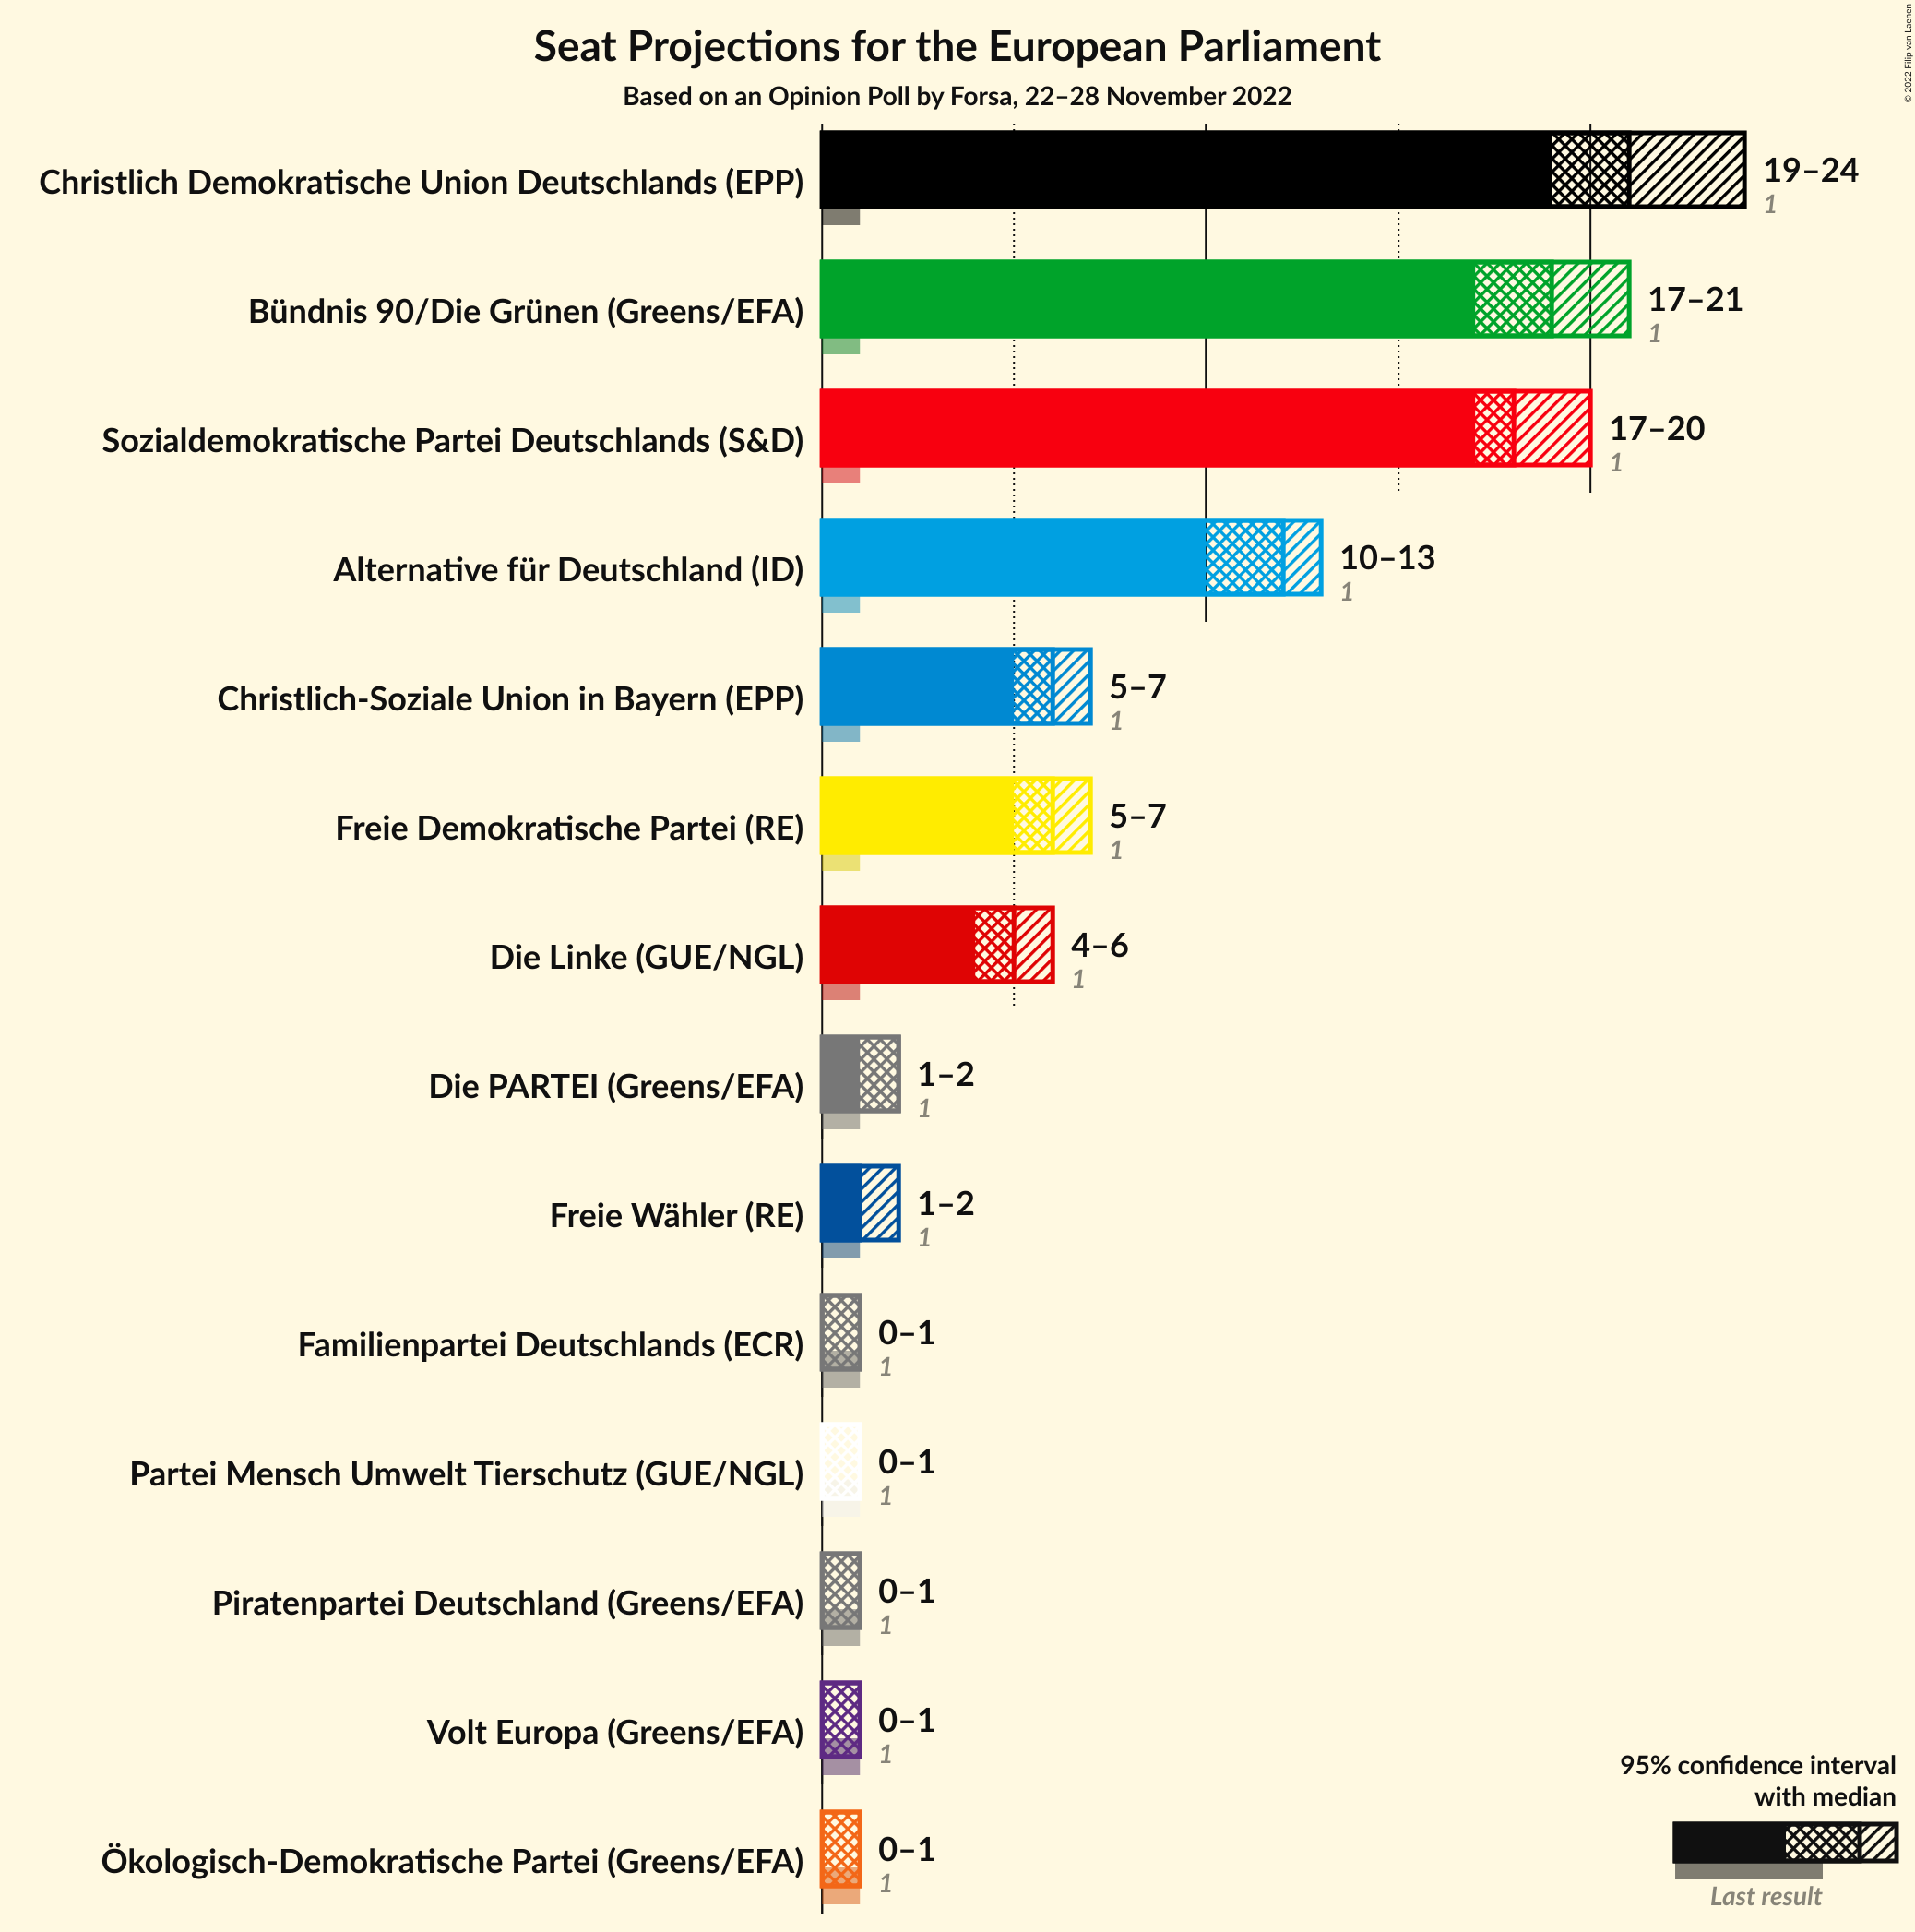 Seat Projections for the European Parliament
Based on an Opinion Poll by Forsa, 22–28 November 2022
© 2022 Filip van Laenen
Christlich Demokratische Union Deutschlands (EPP)
19–24
1
Bündnis 90/Die Grünen (Greens/EFA)
17–21
1
Sozialdemokratische Partei Deutschlands (S&D)
17–20
1
Alternative für Deutschland (ID)
10–13
1
Christlich-Soziale Union in Bayern (EPP)
5–7
1
Freie Demokratische Partei (RE)
5–7
1
Die Linke (GUE/NGL)
4–6
1
Die PARTEI (Greens/EFA)
1–2
1
Freie Wähler (RE)
1–2
1
Familienpartei Deutschlands (ECR)
0–1
1
Partei Mensch Umwelt Tierschutz (GUE/NGL)
0–1
1
Piratenpartei Deutschland (Greens/EFA)
0–1
1
Volt Europa (Greens/EFA)
0–1
1
Ökologisch-Demokratische Partei (Greens/EFA)
0–1
1
95% confidence interval
with median
Last result